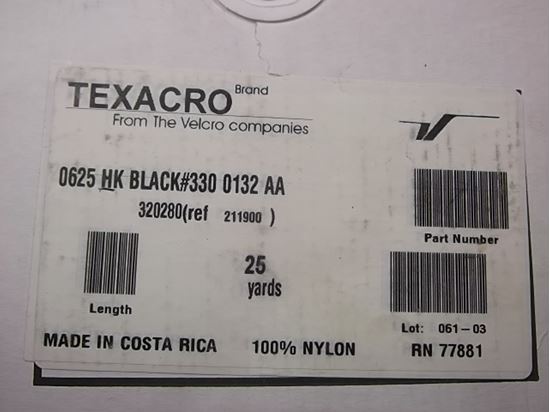 TEXACRO Brand
From The Velcro companies
0625 HK BLACK#330 0132 AA
320280(ref 211900 )
Part Number
25
yards
Length
Lot: 061-03
MADE IN COSTA RICA 100% NYLON RN 77881